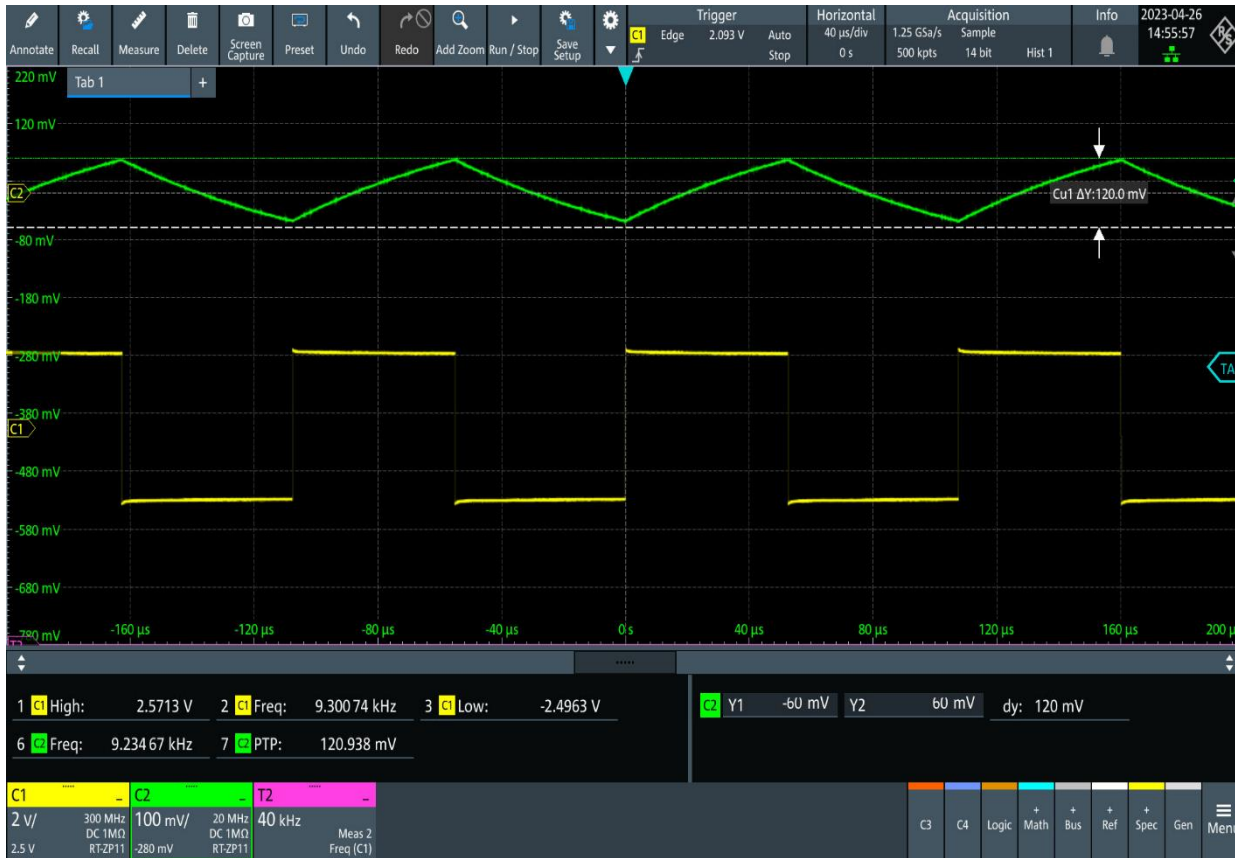 Annotate Recall Measure Delete Screen Capture Preset Undo Redo Add Zoom Run / Stop Save Setup
Trigger
C1 Edge 2.093 V Auto
Stop
Horizontal
40 µs/div
0 s
Acquisition
1.25 GSa/s Sample
500 kpts 14 bit Hist 1
Info
2023-04-26
14:55:57
R&S
Tab 1 +
220 mV
120 mV
C2
Cu1 ΔY:120.0 mV
-80 mV
-180 mV
-280 mV
TA
-380 mV
C1
-480 mV
-580 mV
-680 mV
-160 µs -120 µs -80 µs -40 µs 0 s 40 µs 80 µs 120 µs 160 µs 200 µ
1 C1 High: 2.5713 V 2 C1 Freq: 9.30074 kHz 3 C1 Low: -2.4963 V
6 C2 Freq: 9.23467 kHz 7 C2 PTP: 120.938 mV
C2 Y1 -60 mV Y2 60 mV dy: 120 mV
C1
2 V/ 300 MHz
DC 1MΩ
2.5 V RT-ZP11
C2
100 mV/ 20 MHz
DC 1MΩ
-280 mV RT-ZP11
T2
40 kHz
Meas 2
Freq (C1)
C3 C4 Logic + Math + Bus + Ref + Spec Gen Menu